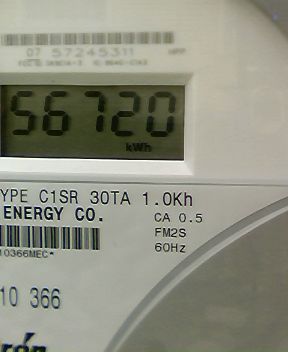 07 57245311
56720
kWh
YPE C1SR 30TA 1.0Kh
ENERGY CO.
CA 0.5
FM2S
60Hz
10366MEC*
10 366
rón